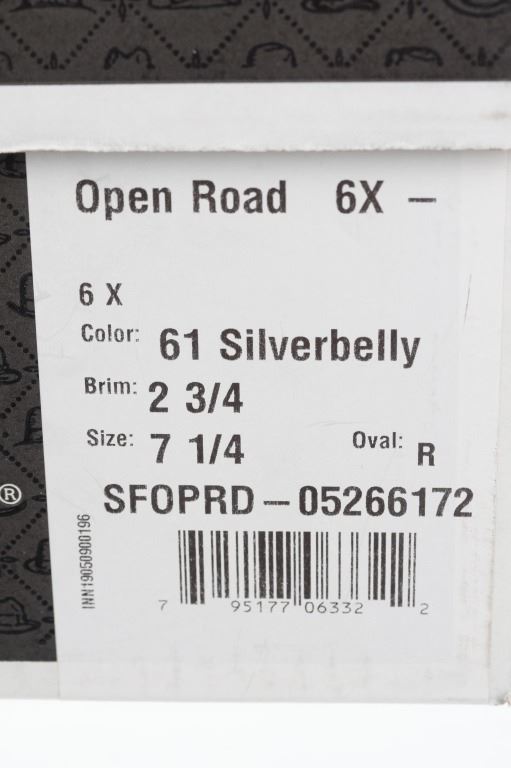 Open Road 6X –
6 X
Color: 61 Silverbelly
Brim: 2 3/4
Size: 7 1/4 Oval: R
®
SFOPRD – 05266172
INN19050900196
7 95177 06332 2